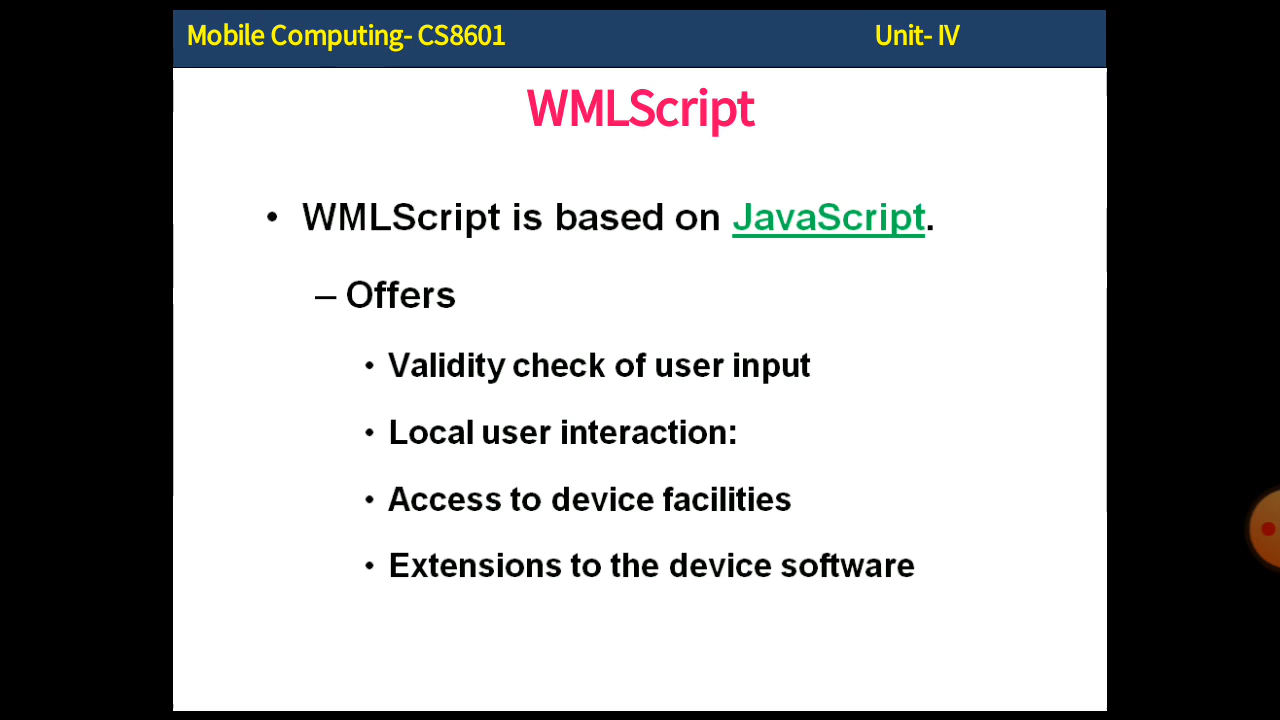 Mobile Computing- CS8601 Unit- IV
WMLScript
• WMLScript is based on JavaScript.
– Offers
• Validity check of user input
• Local user interaction:
• Access to device facilities
• Extensions to the device software